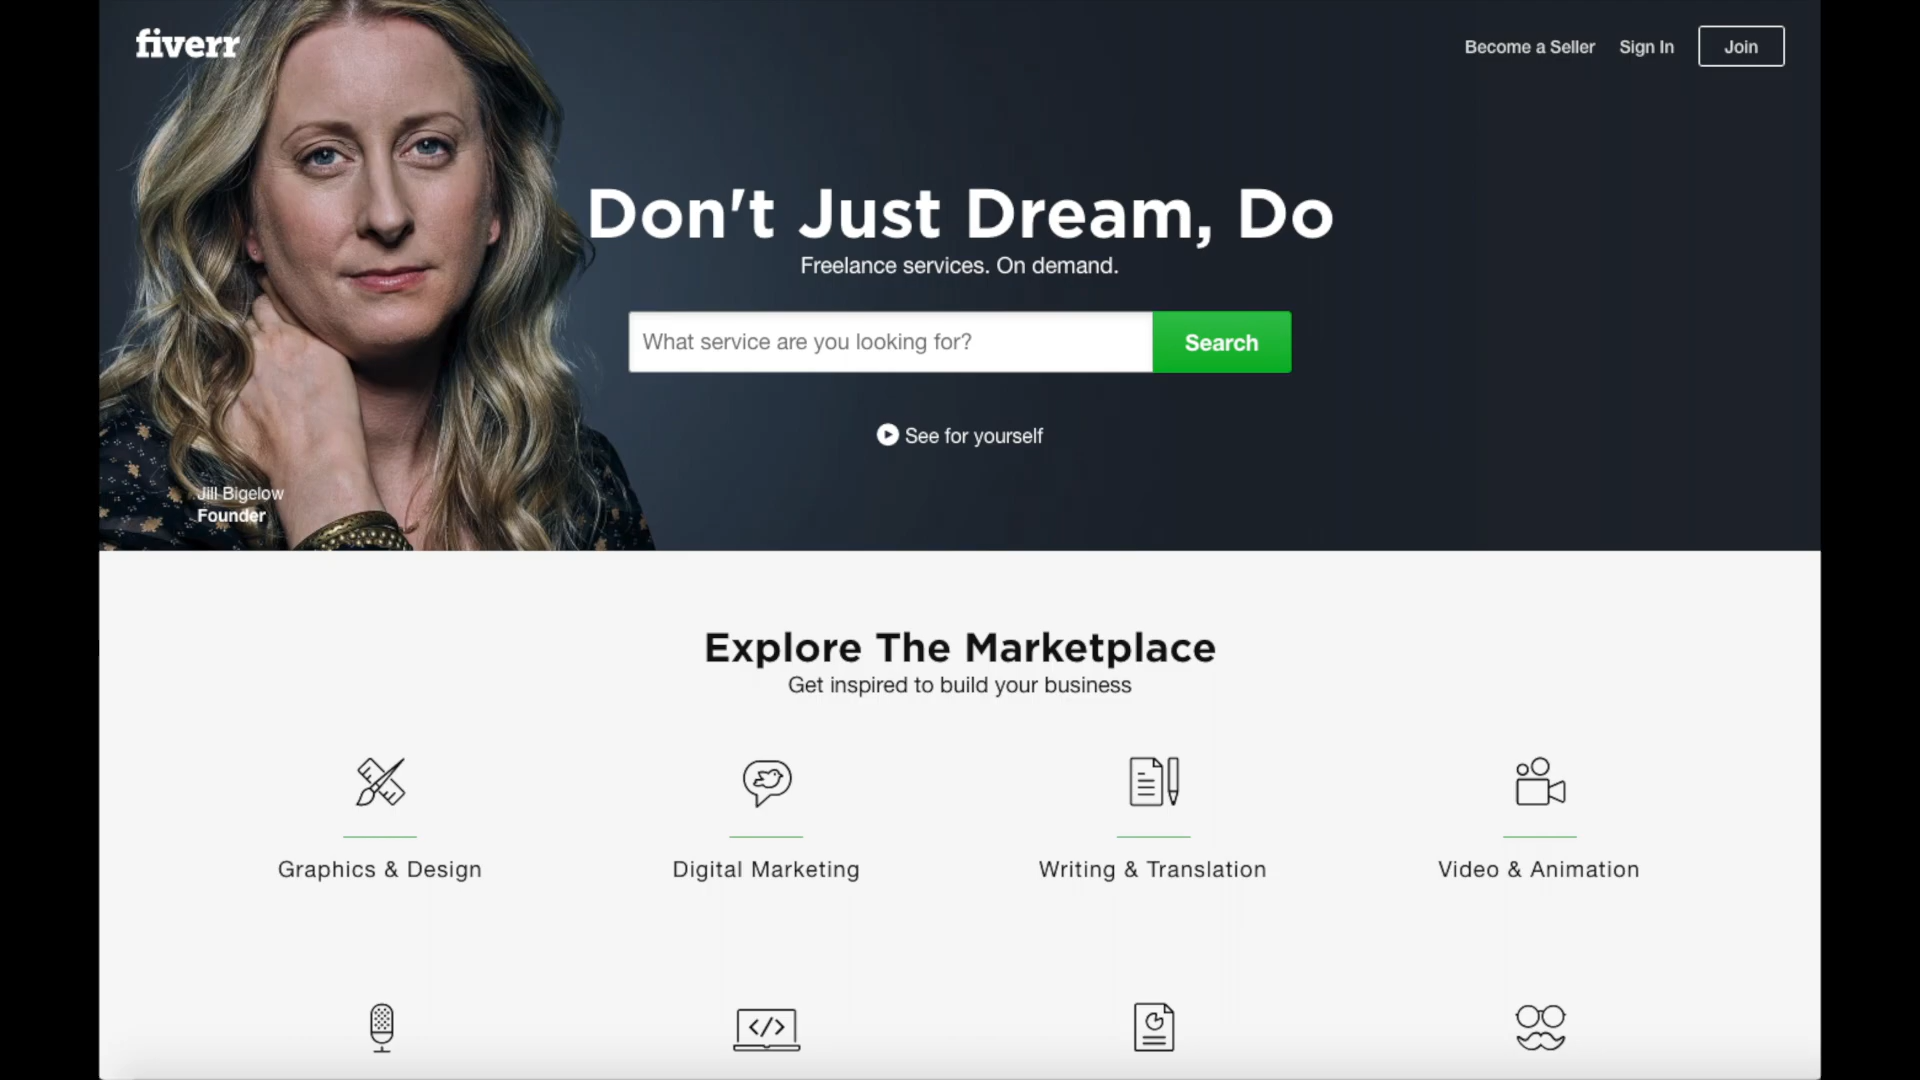 fiverr
Become a Seller
Sign In
Join
Don't Just Dream, Do
Freelance services. On demand.
What service are you looking for?
Search
See for yourself
Jill Bigelow
Founder
Explore The Marketplace
Get inspired to build your business
Graphics & Design
Digital Marketing
Writing & Translation
Video & Animation